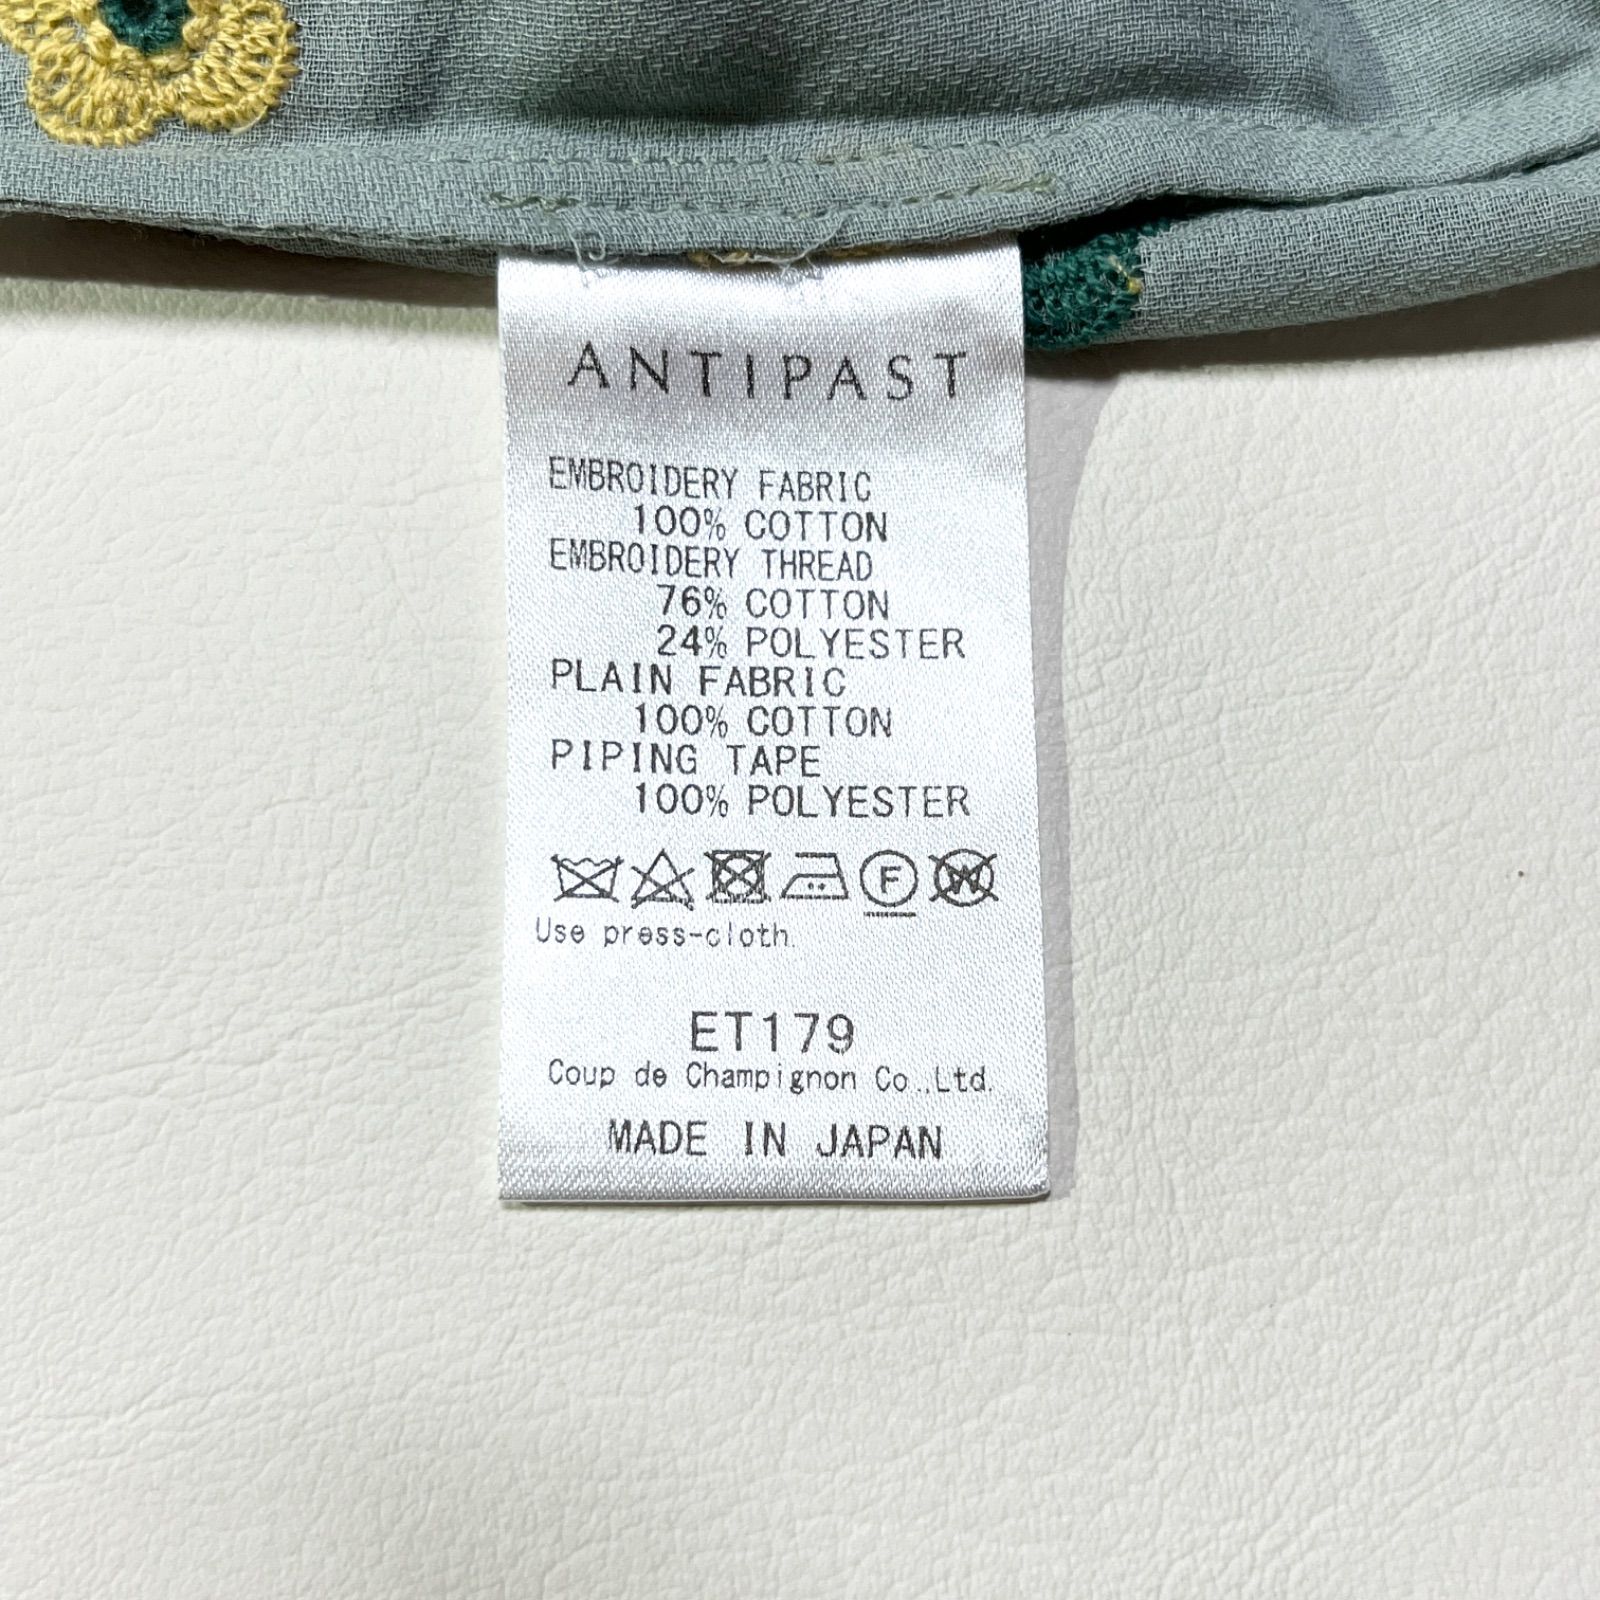 ANTIPAST
EMBROIDERY FABRIC
100% COTTON
EMBROIDERY THREAD
76% COTTON
24% POLYESTER
PLAIN FABRIC
100% COTTON
PIPING TAPE
100% POLYESTER
F W
Use press-cloth.
ET179
Coup de Champignon Co.,Ltd.
MADE IN JAPAN